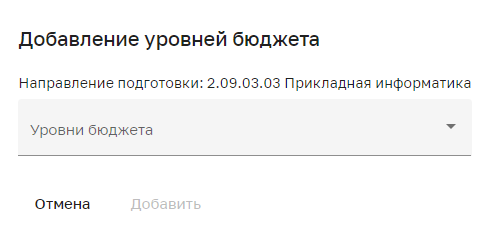 Добавление уровней бюджета
Направление подготовки: 2.09.03.03 Прикладная информатика
Уровни бюджета
Отмена Добавить